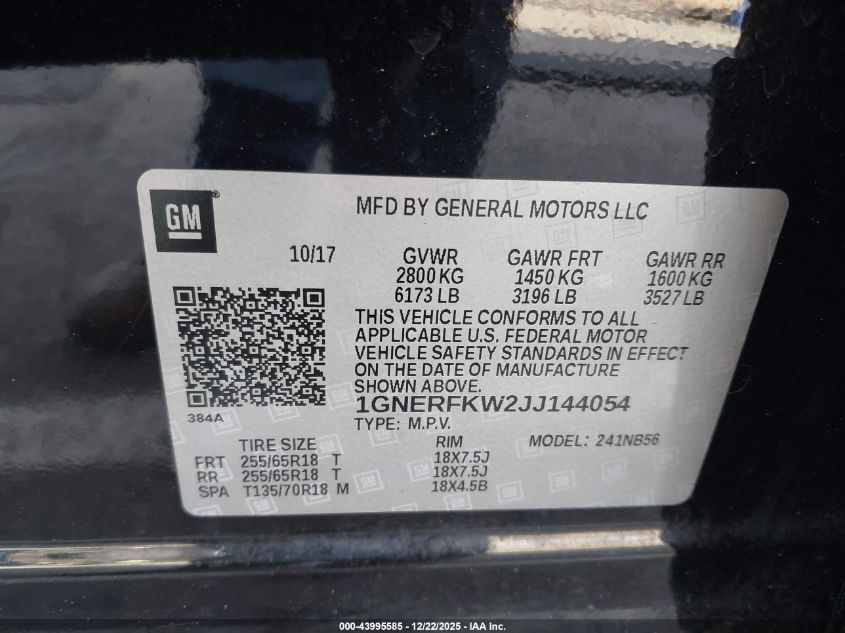 GM
MFD BY GENERAL MOTORS LLC
10/17 GVWR GAWR FRT GAWR RR
2800 KG 1450 KG 1600 KG
6173 LB 3196 LB 3527 LB
THIS VEHICLE CONFORMS TO ALL
APPLICABLE U.S. FEDERAL MOTOR
VEHICLE SAFETY STANDARDS IN EFFECT
ON THE DATE OF MANUFACTURE
SHOWN ABOVE.
384A
1GNERFKW2JJ144054
TYPE: M.P.V. MODEL: 241NB56
TIRE SIZE RIM
FRT 255/65R18 T 18X7.5J
RR 255/65R18 T 18X7.5J
SPA T135/70R18 M 18X4.5B
000-43995585 - 12/22/2025 - IAA Inc.